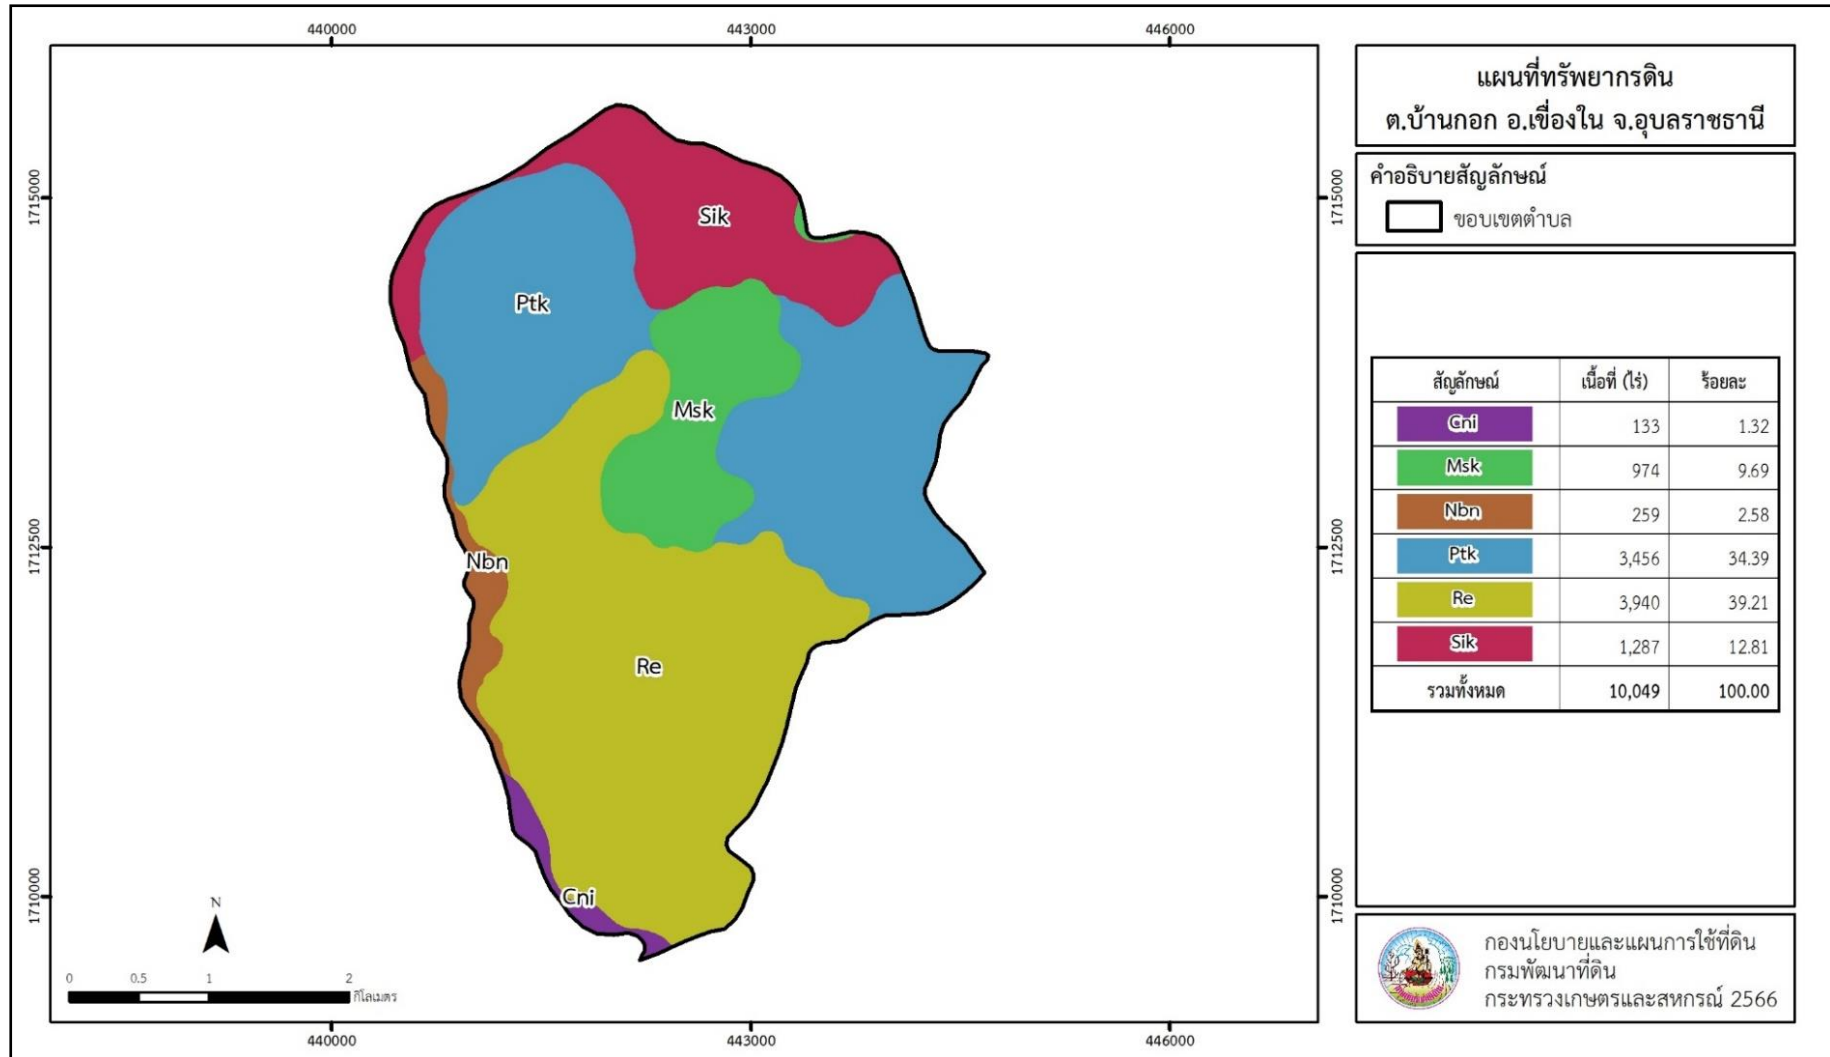 440000
443000
446000
แผนที่ทรัพยากรดิน
ต.บ้านกอก อ.เขื่องใน จ.อุบลราชธานี
คำอธิบายสัญลักษณ์
ขอบเขตตำบล
1715000
1715000
Sik
Ptk
Msk
1712500
1712500
Nbn
Re
1710000
1710000
Cni
N
0 0.5 1 2
กิโลเมตร
440000
443000
446000
สัญลักษณ์ เนื้อที่ (ไร่) ร้อยละ
Cni 133 1.32
Msk 974 9.69
Nbn 259 2.58
Ptk 3,456 34.39
Re 3,940 39.21
Sik 1,287 12.81
รวมทั้งหมด 10,049 100.00
กองนโยบายและแผนการใช้ที่ดิน
กรมพัฒนาที่ดิน
กระทรวงเกษตรและสหกรณ์ 2566